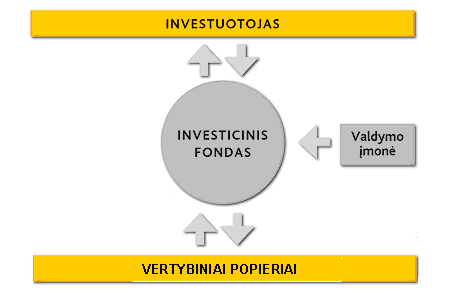 INVESTUOTOJAS
INVESTICINIS
FONDAS
Valdymo
įmonė
VERTYBINIAI POPIERIAI